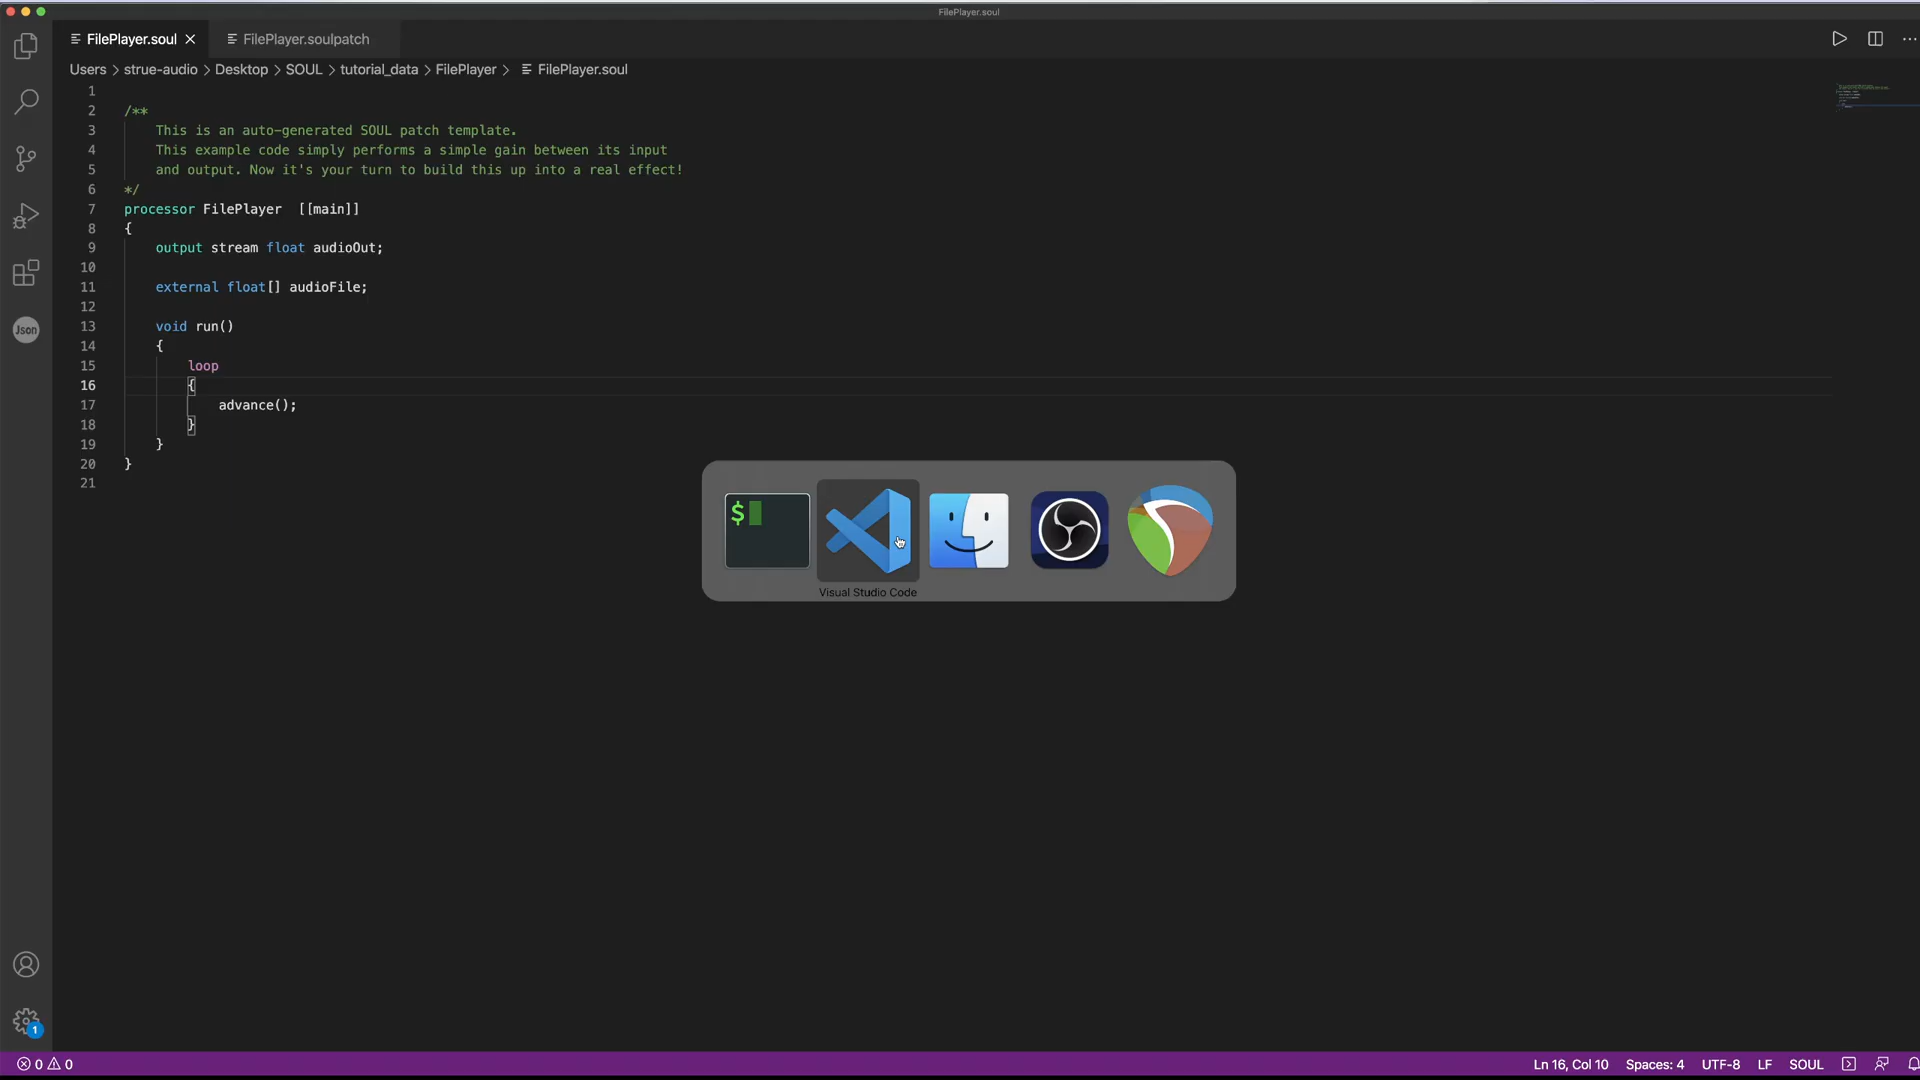 FilePlayer.soul
FilePlayer.soul
FilePlayer.soulpatch
Users > strue-audio > Desktop > SOUL > tutorial_data > FilePlayer > FilePlayer.soul
1
2 /**
3 This is an auto-generated SOUL patch template.
4 This example code simply performs a simple gain between its input
5 and output. Now it's your turn to build this up into a real effect!
6 */
7 processor FilePlayer [[main]]
8 {
9 output stream float audioOut;
10
11 external float[] audioFile;
12
13 void run()
14 {
15 loop
16 {
17 advance();
18 }
19 }
20 }
21
Json
$
Visual Studio Code
1
0 0
Ln 16, Col 10
Spaces: 4
UTF-8
LF
SOUL